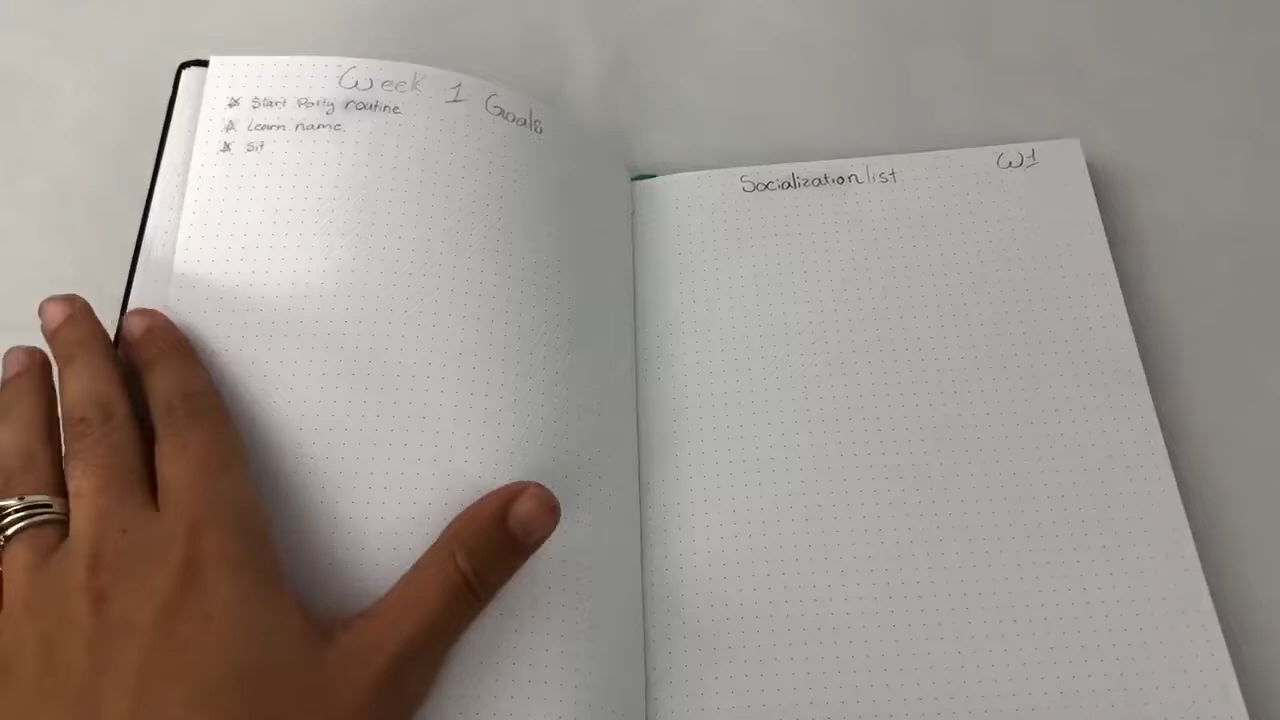 Week 1 Goals
Start Potty routine
Learn name.
Sit
W1
Socialization list